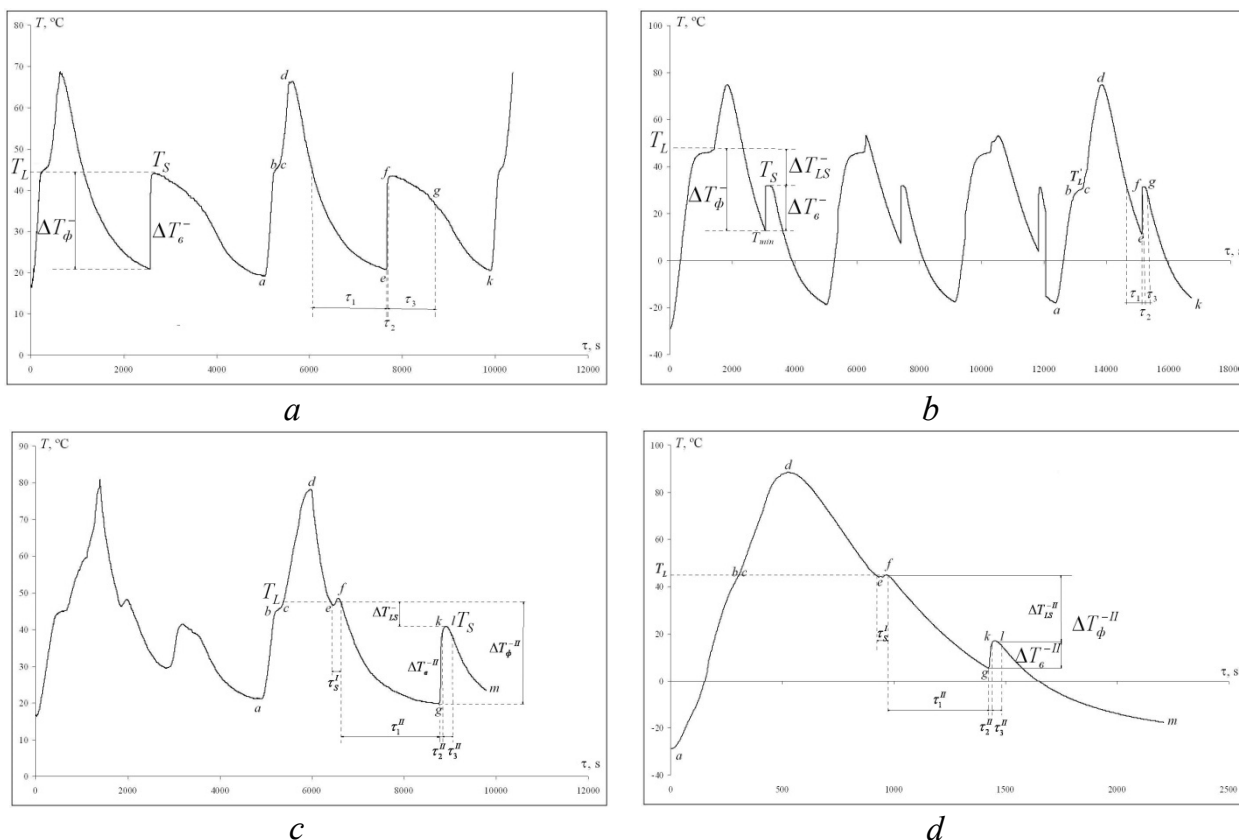 T, ºC
80
70
60
50
40
30
20
10
0
T_L
T_S
ΔT_ф^-
ΔT_в^-
a
b c
d
e
f
g
k
τ_1
τ_2
τ_3
τ, s
0 2000 4000 6000 8000 10000 12000
a
T, ºC
100
80
60
40
20
0
-20
-40
T_L
T_S
ΔT_LS^-
ΔT_ф^-
ΔT_в^-
T_min
T_L^'
a
b
c
d
e
f
g
k
τ_1
τ_2
τ_3
τ, s
0 2000 4000 6000 8000 10000 12000 14000 16000 18000
b
T, ºC
90
80
70
60
50
40
30
20
10
0
T_L
T_S
a
b c
d
e
f
g
k l
m
ΔT_LS^-
ΔT_ф^-II
τ_S^I
τ_1^II
τ_2^II
τ_3^II
τ, s
0 2000 4000 6000 8000 10000 12000
c
T, ºC
100
80
60
40
20
0
-20
-40
T_L
a
b/c
d
e
f
g
k l
m
ΔT_LS^-II
ΔT_ф^-II
ΔT_в^-II
τ_S^I
τ_1^II
τ_2^II
τ_3^II
τ, s
0 500 1000 1500 2000 2500
d